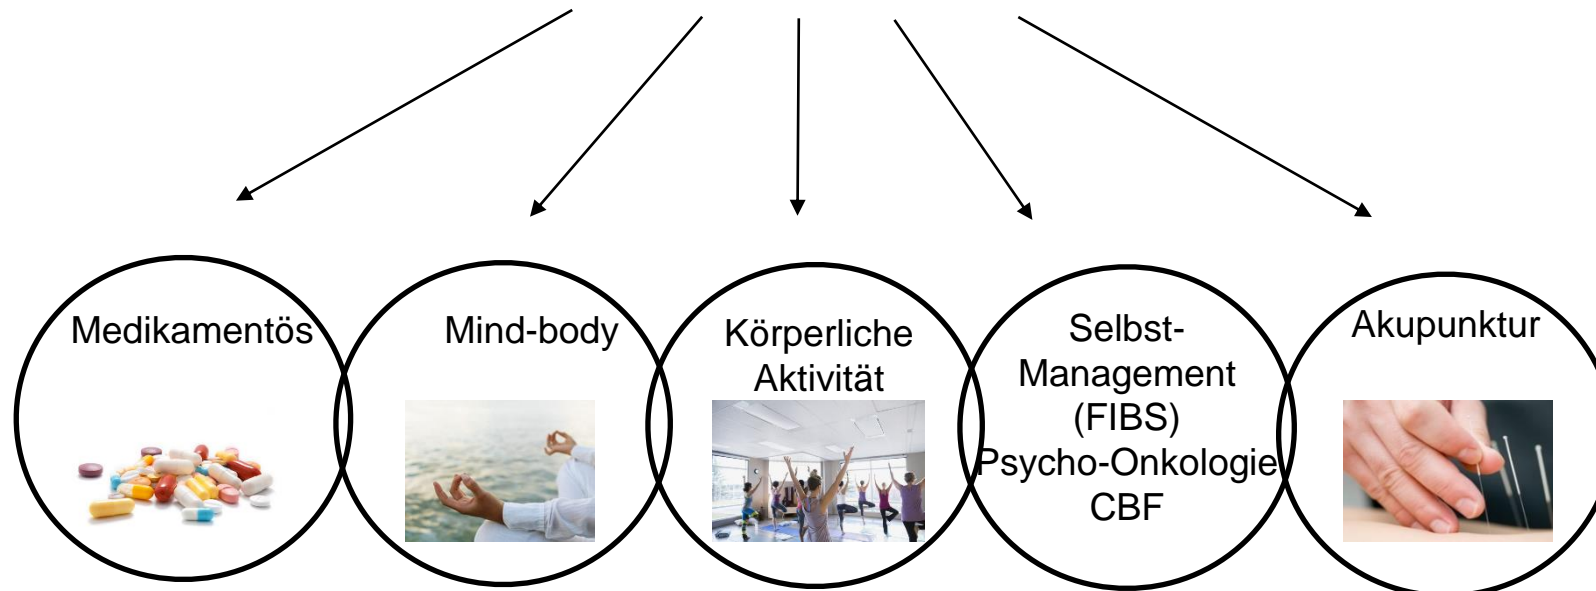 Medikamentös
Mind-body
Körperliche
Aktivität
Selbst-
Management
(FIBS)
Psycho-Onkologie
CBF
Akupunktur